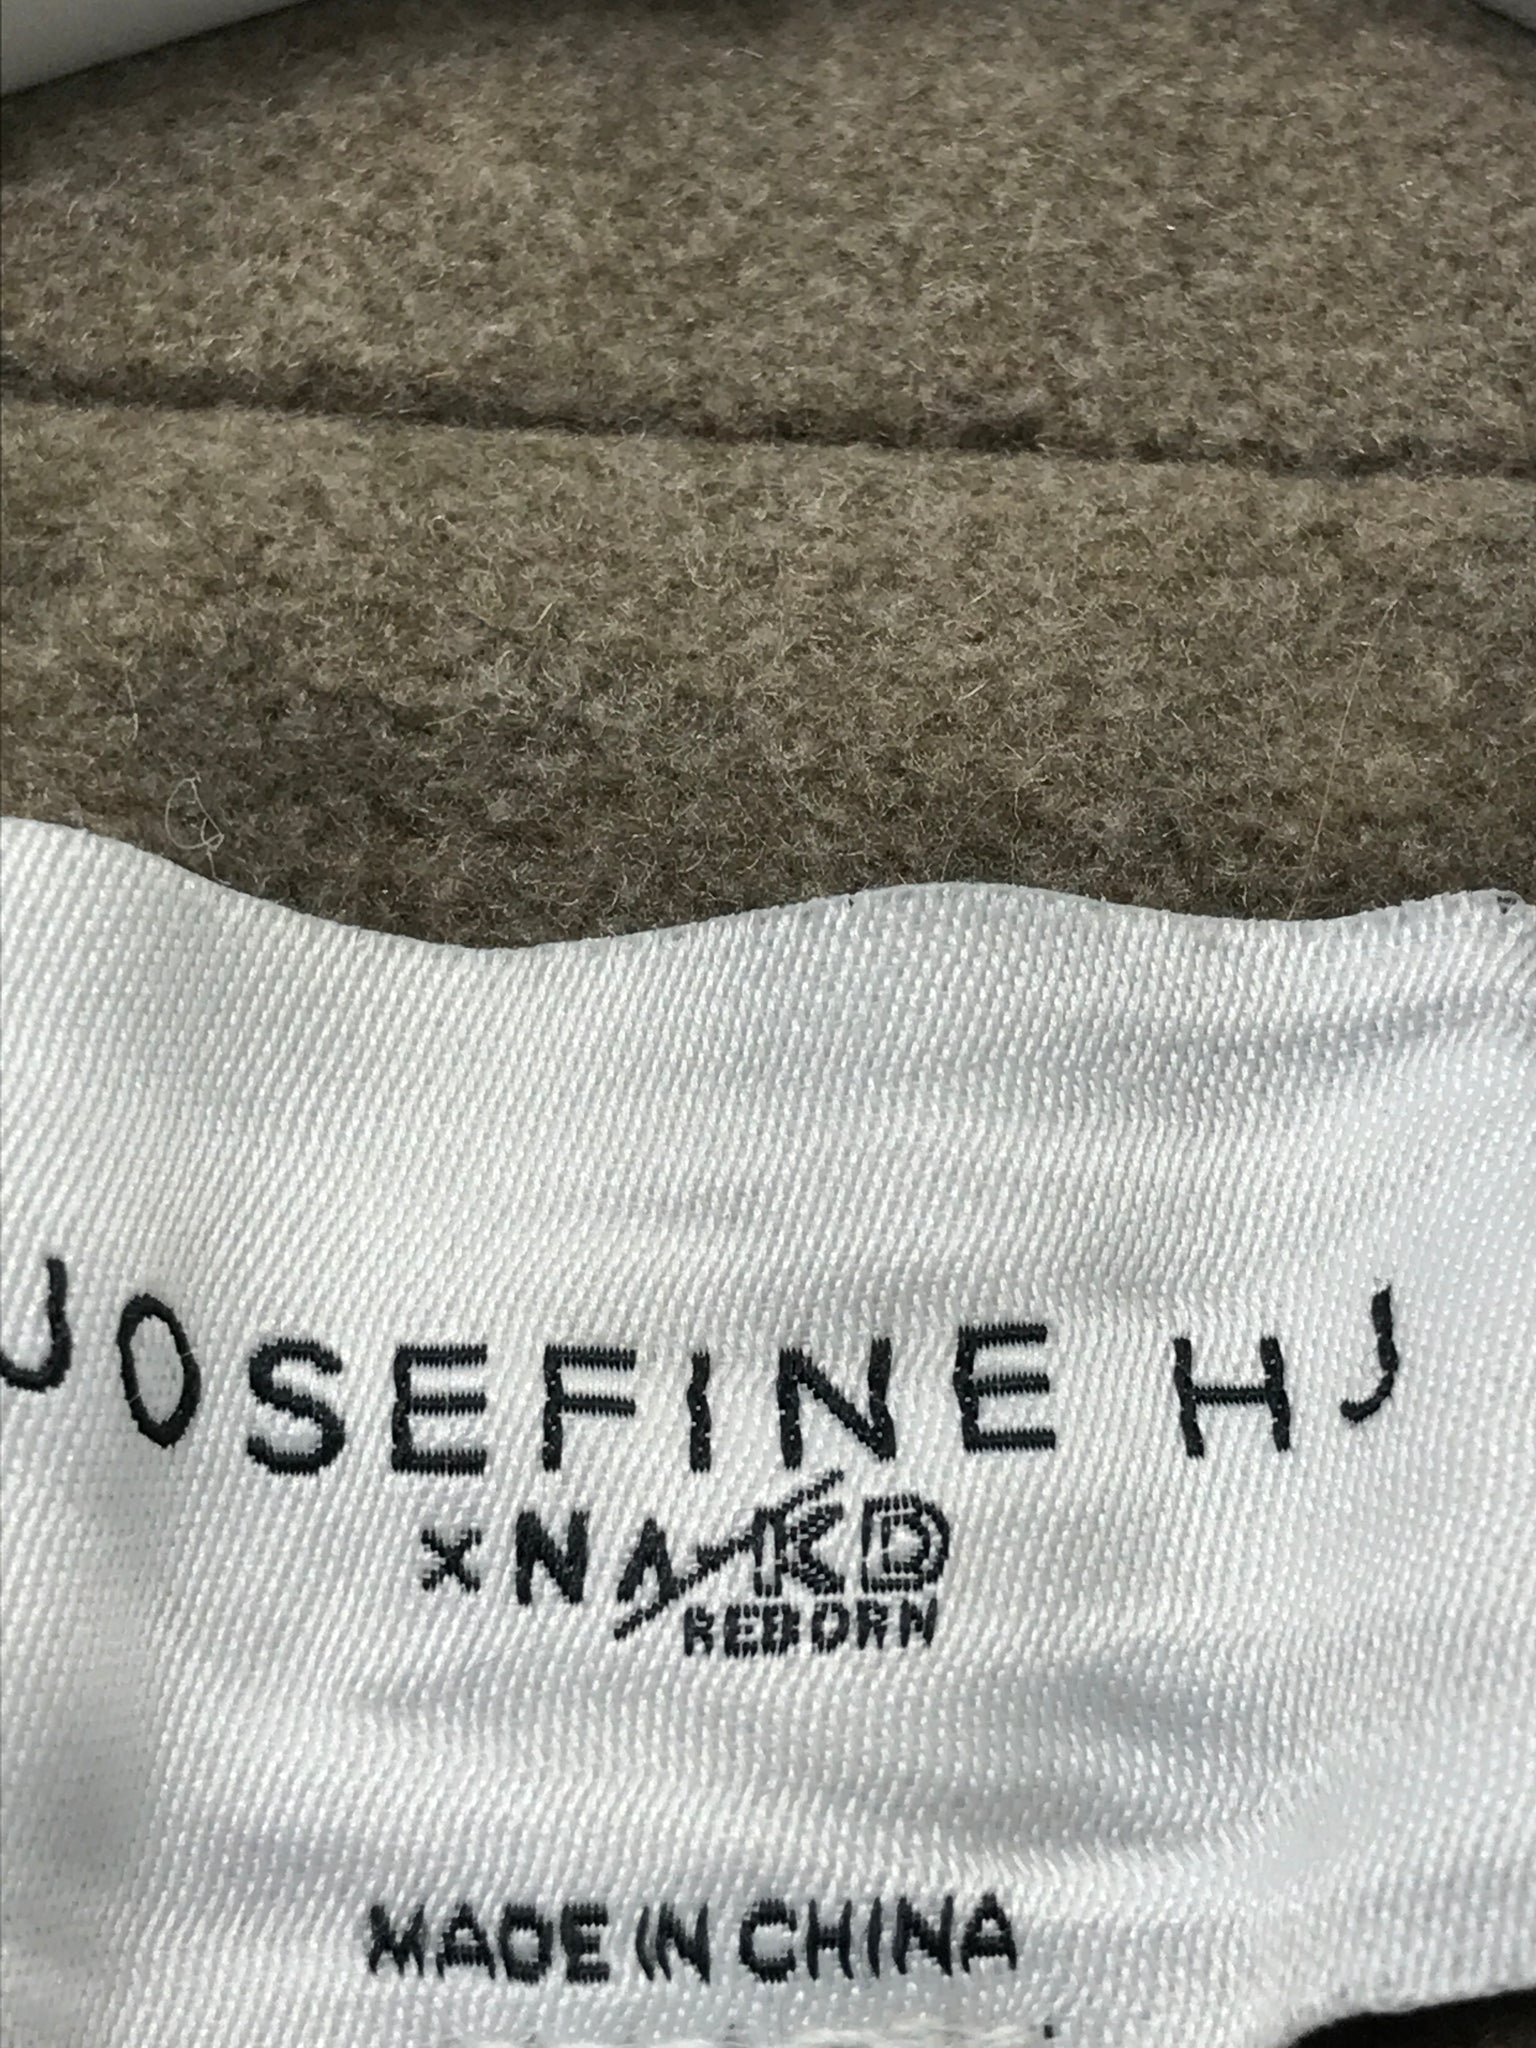 JOSEFINE HJ
x NA-KD
REBORN
MADE IN CHINA